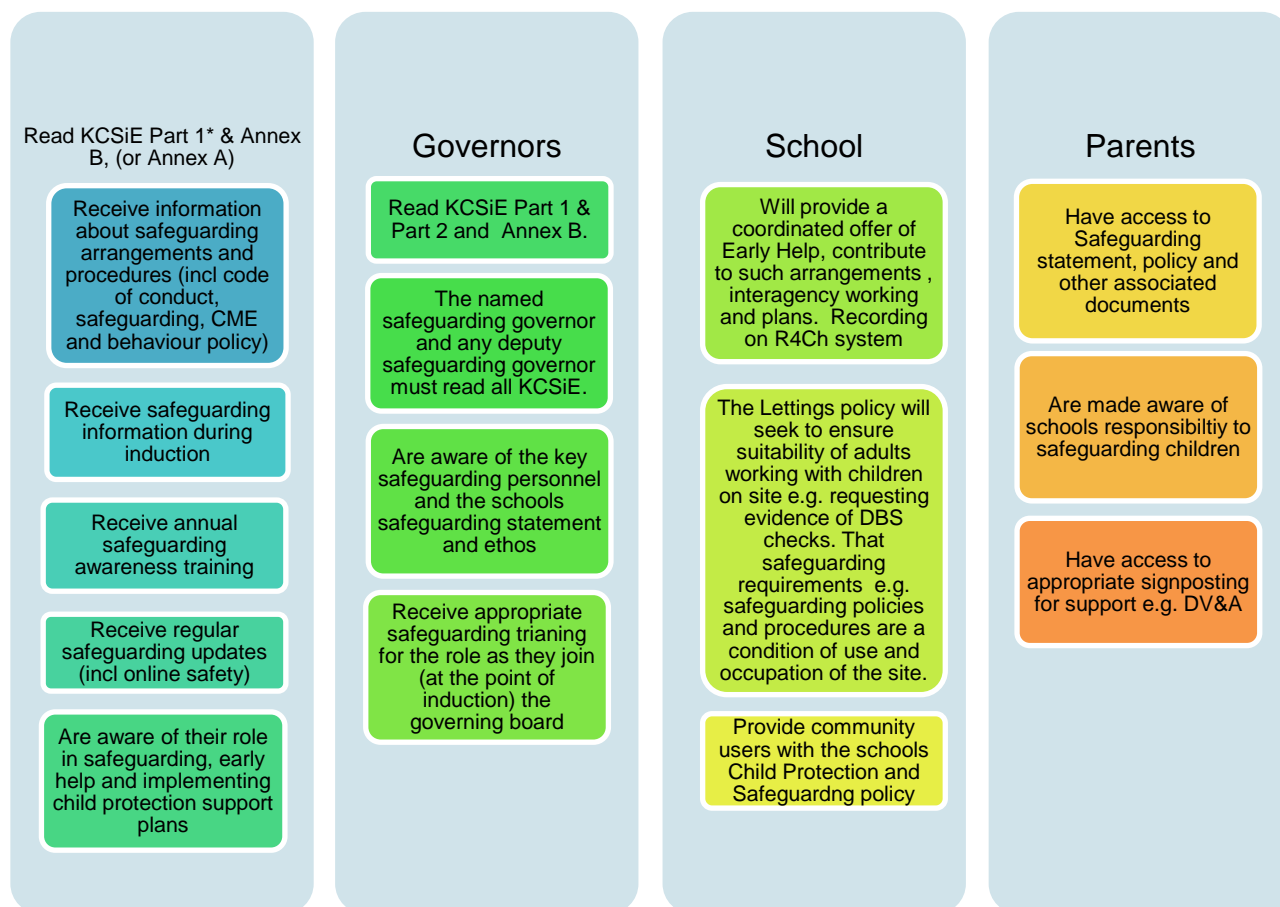 Read KCSiE Part 1* & Annex
B, (or Annex A)
Receive information
about safeguarding
arrangements and
procedures (incl code
of conduct,
safeguarding, CME
and behaviour policy)
Receive safeguarding
information during
induction
Receive annual
safeguarding
awareness training
Receive regular
safeguarding updates
(incl online safety)
Are aware of their role
in safeguarding, early
help and implementing
child protection support
plans
Governors
Read KCSiE Part 1 &
Part 2 and Annex B.
The named
safeguarding governor
and any deputy
safeguarding governor
must read all KCSiE.
Are aware of the key
safeguarding personnel
and the schools
safeguarding statement
and ethos
Receive appropriate
safeguarding trianing
for the role as they join
(at the point of
induction) the
governing board
School
Will provide a
coordinated offer of
Early Help, contribute
to such arrangements ,
interagency working
and plans. Recording
on R4Ch system
The Lettings policy will
seek to ensure
suitability of adults
working with children
on site e.g. requesting
evidence of DBS
checks. That
safeguarding
requirements e.g.
safeguarding policies
and procedures are a
condition of use and
occupation of the site.
Provide community
users with the schools
Child Protection and
Safeguardng policy
Parents
Have access to
Safeguarding
statement, policy and
other associated
documents
Are made aware of
schools responsibiltiy to
safeguarding children
Have access to
appropriate signposting
for support e.g. DV&A